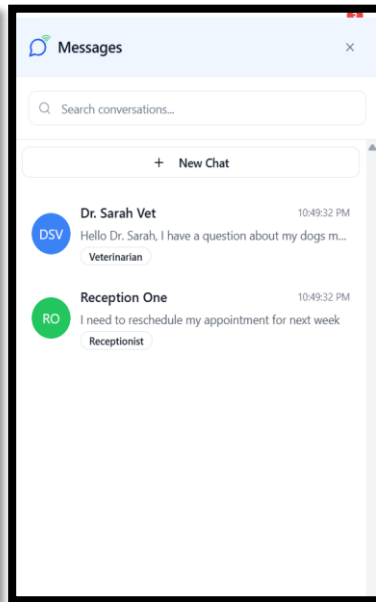 Messages
Search conversations...
+ New Chat
Dr. Sarah Vet 10:49:32 PM
DSV
Hello Dr. Sarah, I have a question about my dogs m...
Veterinarian
Reception One 10:49:32 PM
RO
I need to reschedule my appointment for next week
Receptionist